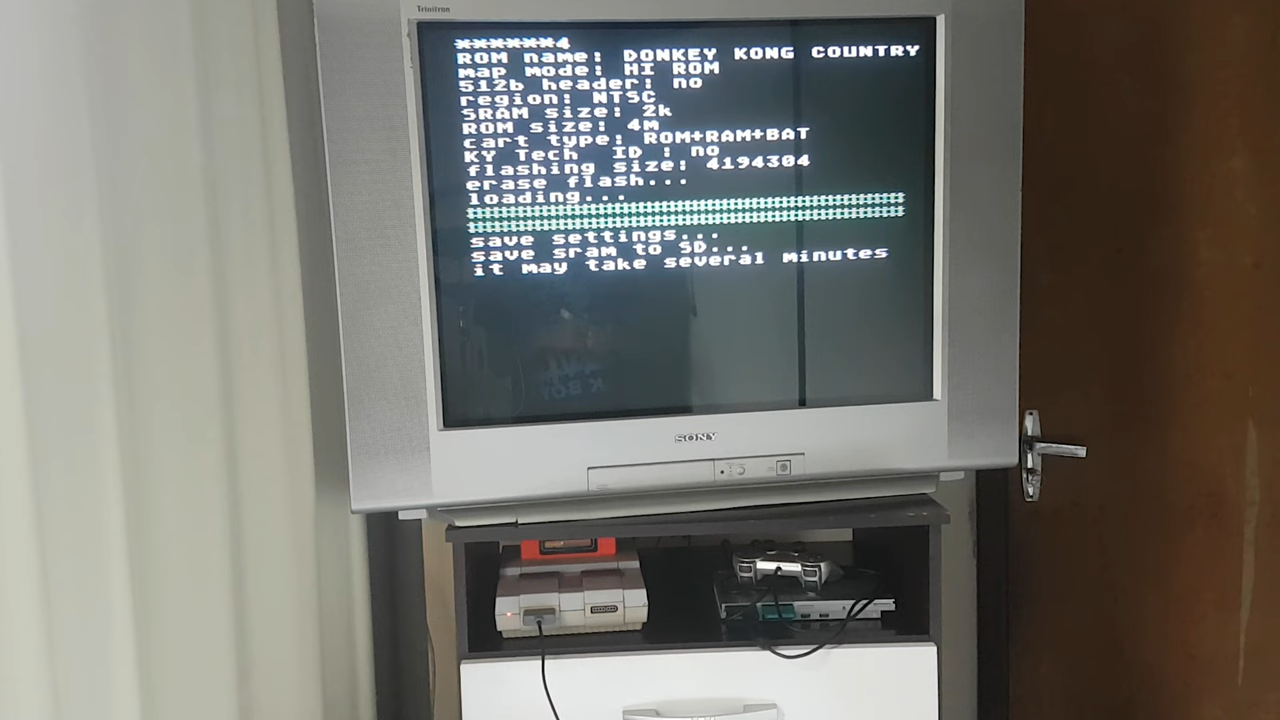 Trinitron
******4
ROM name: DONKEY KONG COUNTRY
map mode: HI ROM
512b header: no
region: NTSC
SRAM size: 2k
ROM size: 4M
cart type: ROM+RAM+BAT
KY Tech ID : no
flashing size: 4194304
erase flash...
loading...
save settings...
save sram to SD...
it may take several minutes
SONY